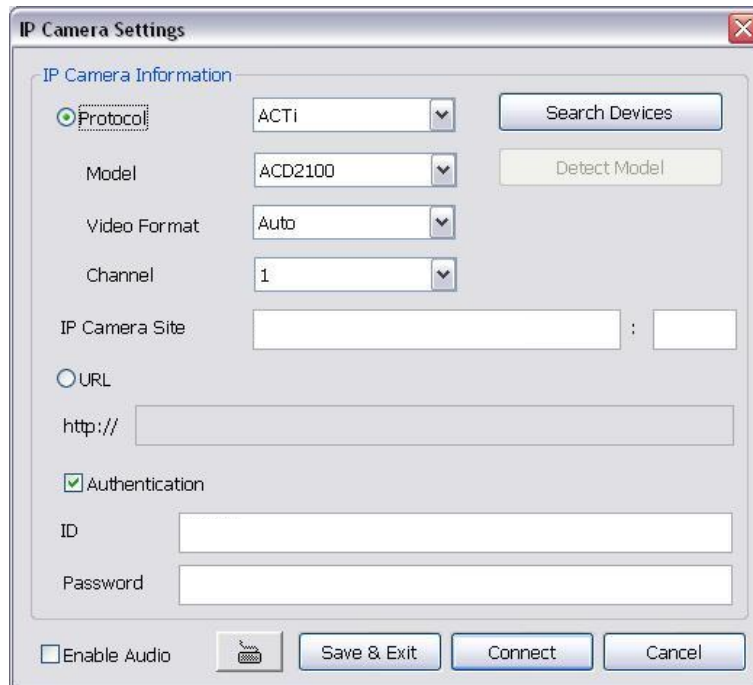 IP Camera Settings
IP Camera Information
Protocol ACTi Search Devices
Model ACD2100 Detect Model
Video Format Auto
Channel 1
IP Camera Site :
URL
http://
Authentication
ID
Password
Enable Audio Save & Exit Connect Cancel